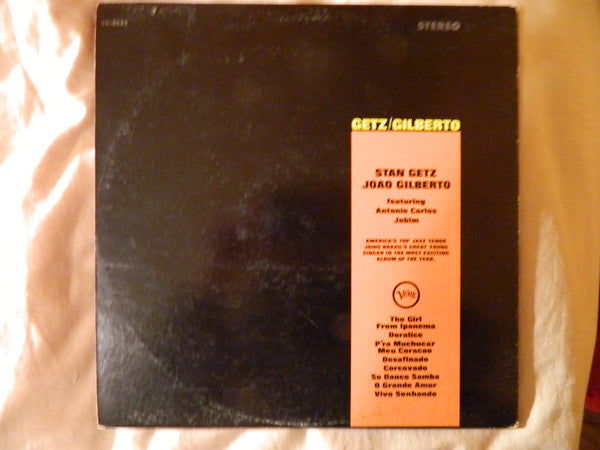 STEREO
GETZ/GILBERTO
STAN GETZ
JOAO GILBERTO
featuring
Antonio Carlos
Jobim
AMERICA'S TOP JAZZ TENOR
JOINS BRAZIL'S GREAT YOUNG
SINGER IN THE MOST EXCITING
ALBUM OF THE YEAR.
Verve
The Girl
From Ipanema
Doralice
P'ra Muchucar
Meu Coracao
Desafinado
Corcovado
So Danco Samba
O Grande Amor
Vivo Sonhando